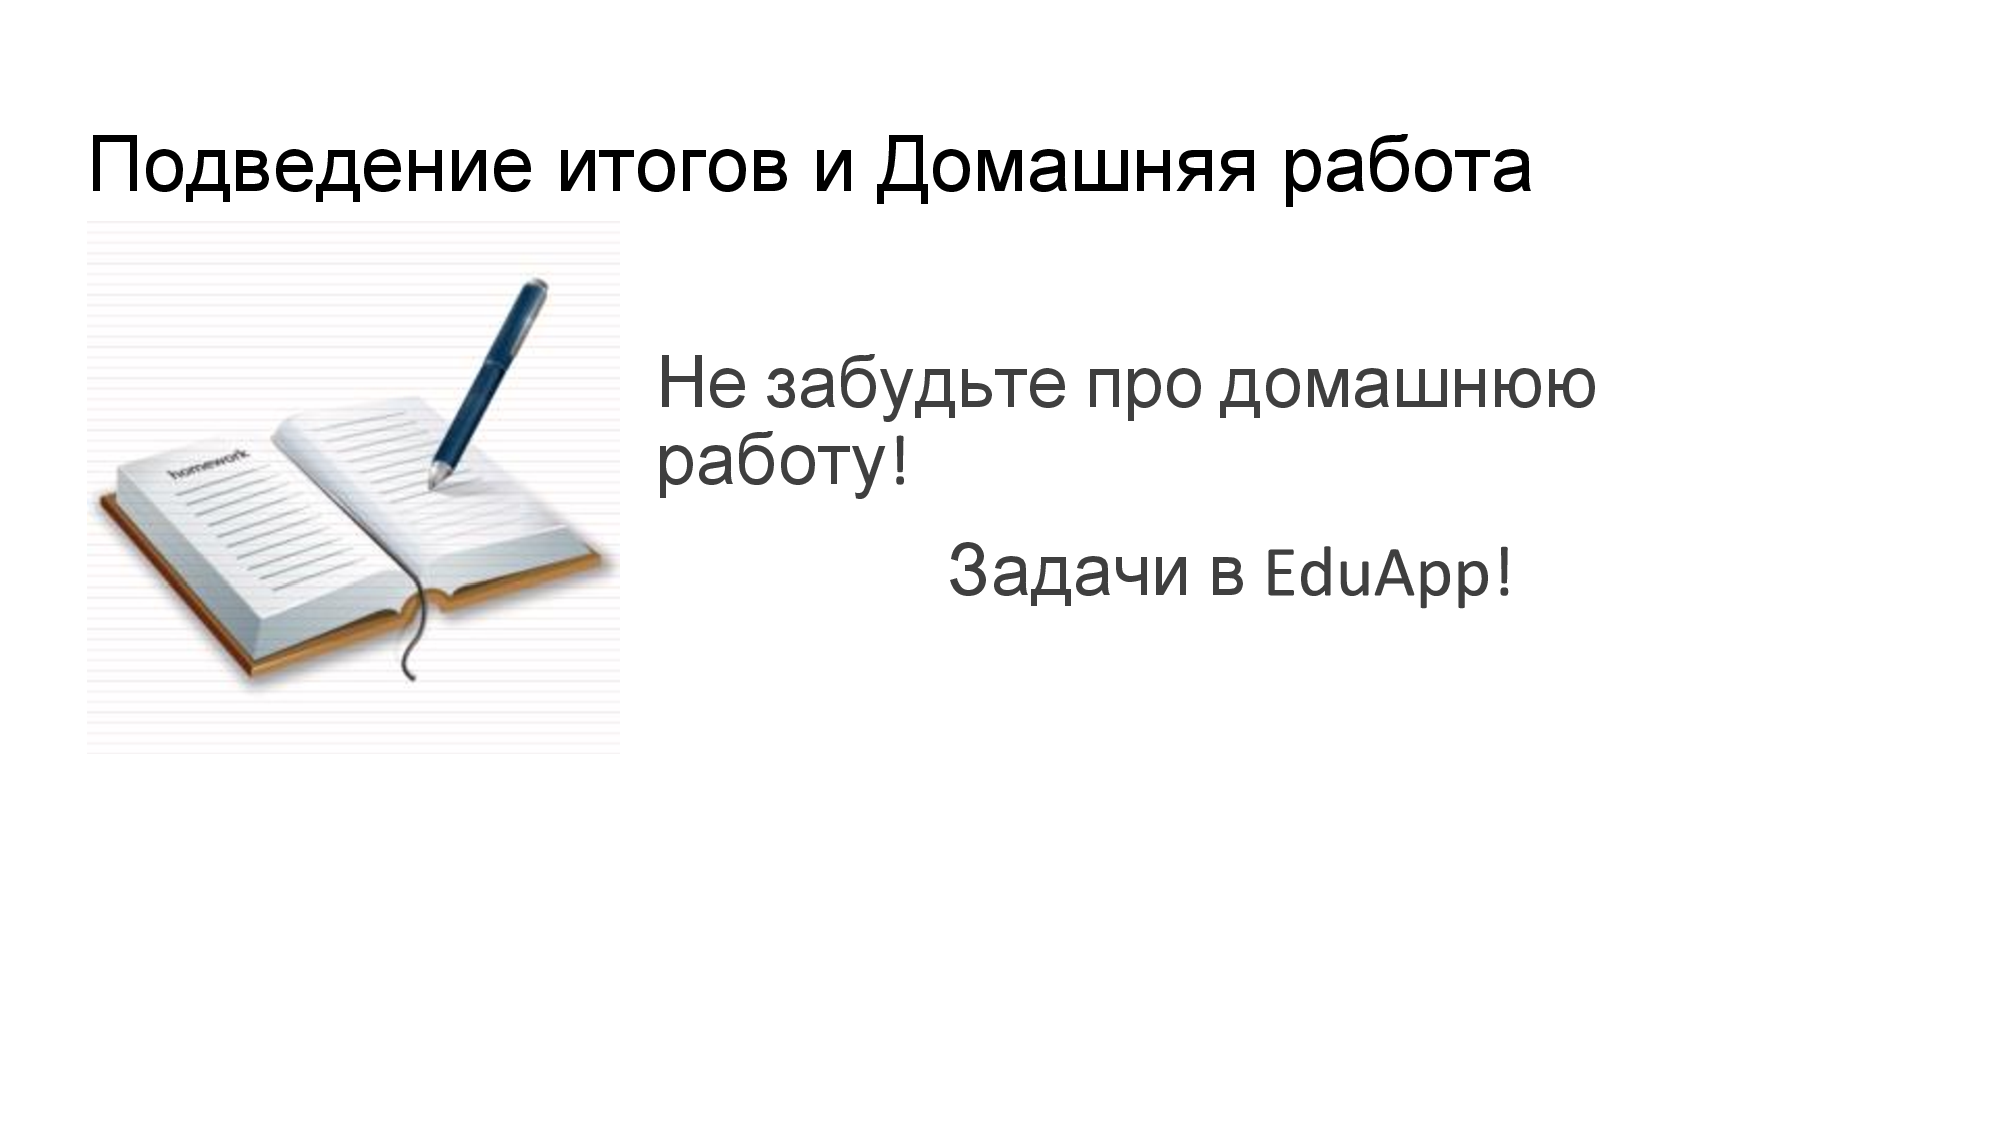 Подведение итогов и Домашняя работа
homework
Не забудьте про домашнюю
работу!
Задачи в EduApp!